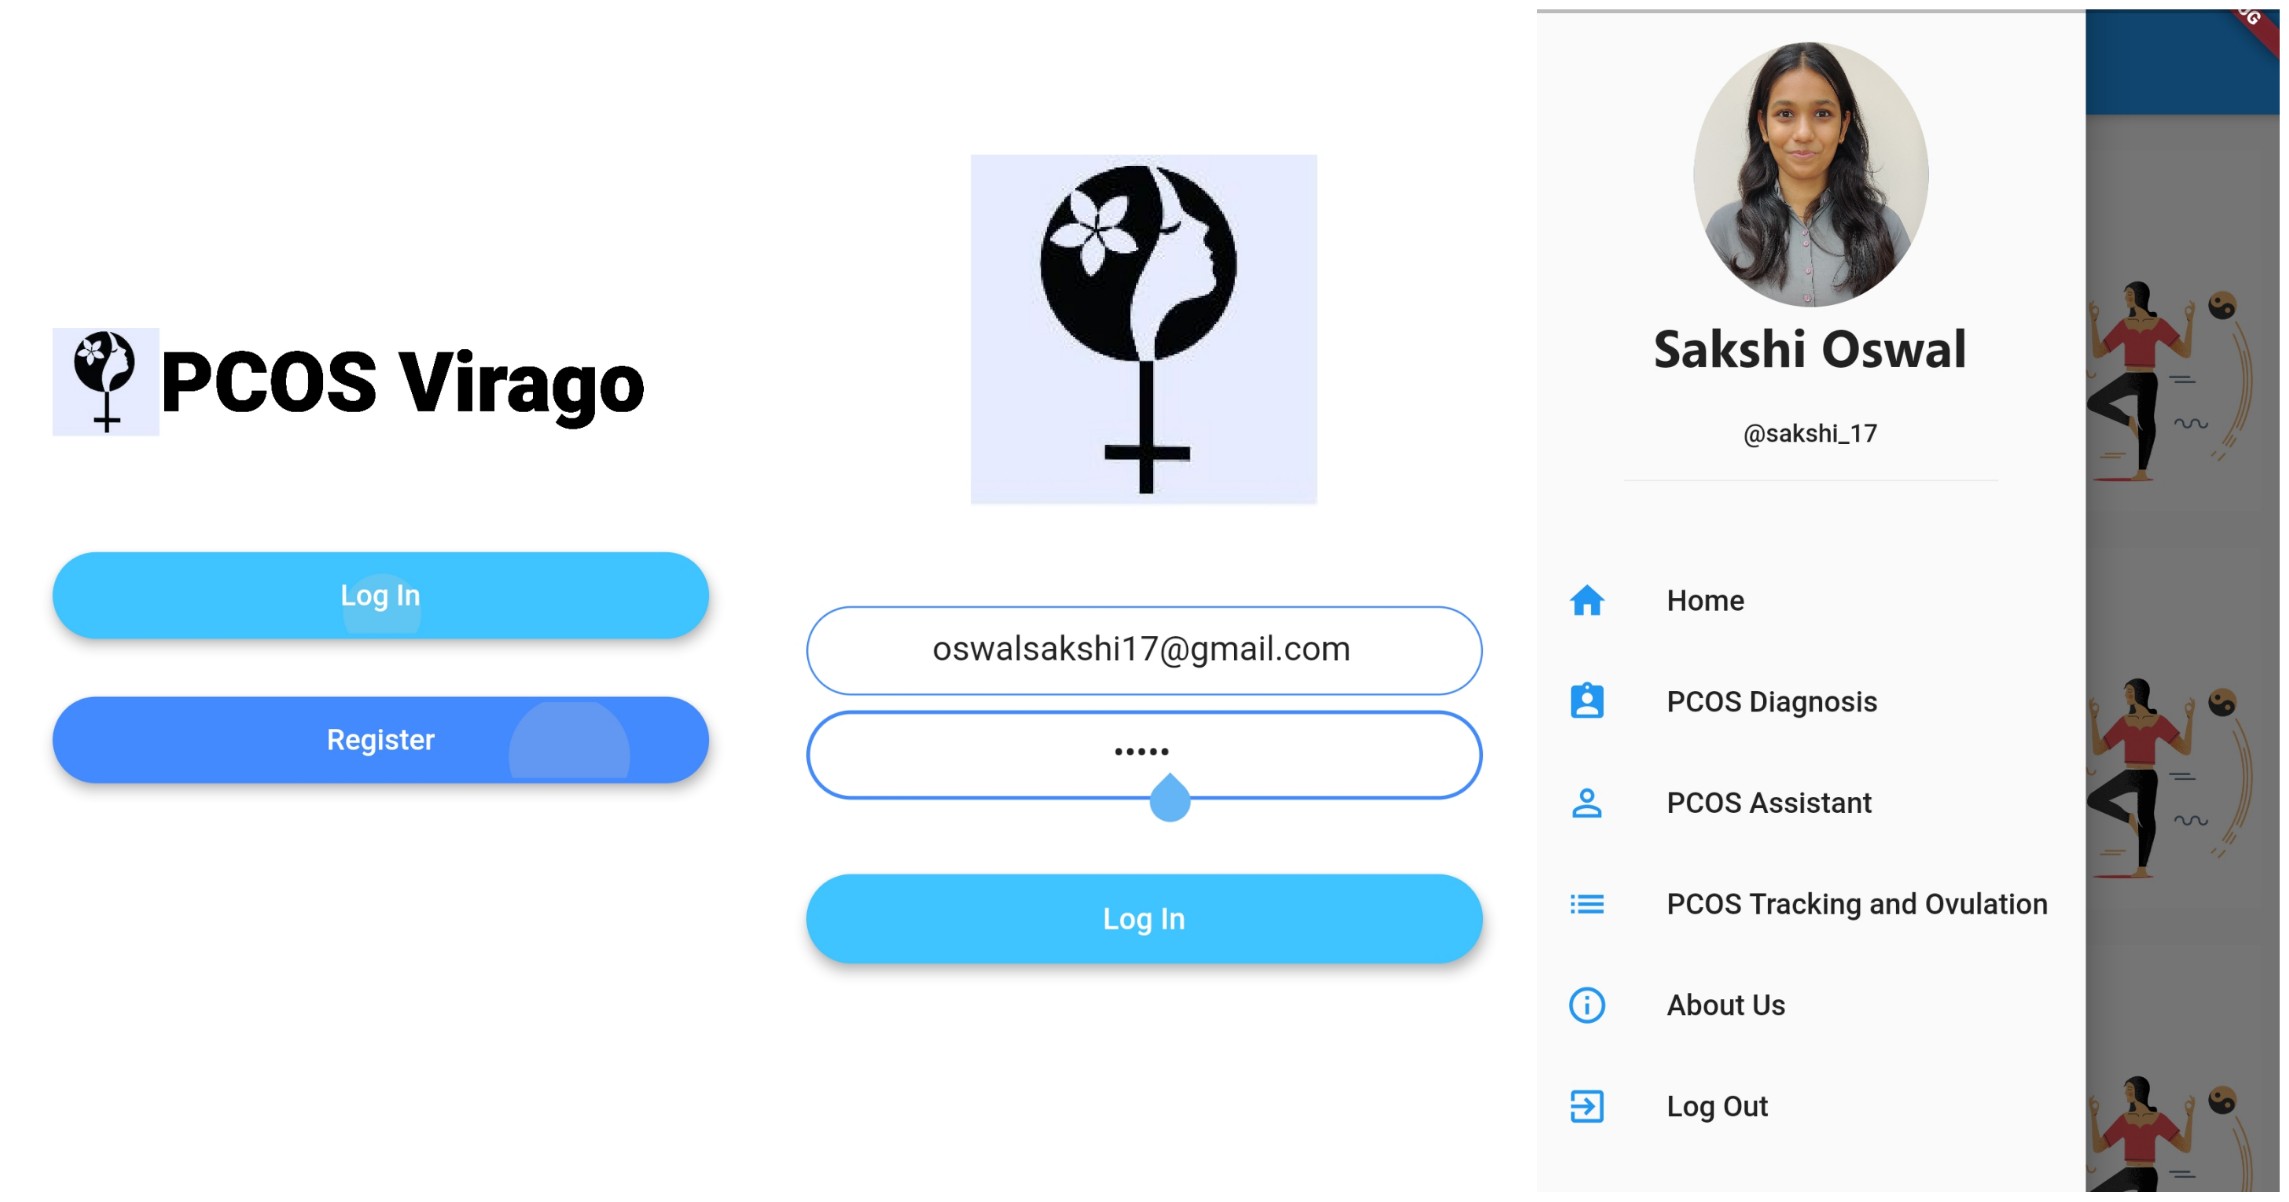 PCOS Virago
Log In
Register
oswalsakshi17@gmail.com
•••••
Log In
Sakshi Oswal
@sakshi_17
Home
PCOS Diagnosis
PCOS Assistant
PCOS Tracking and Ovulation
About Us
Log Out